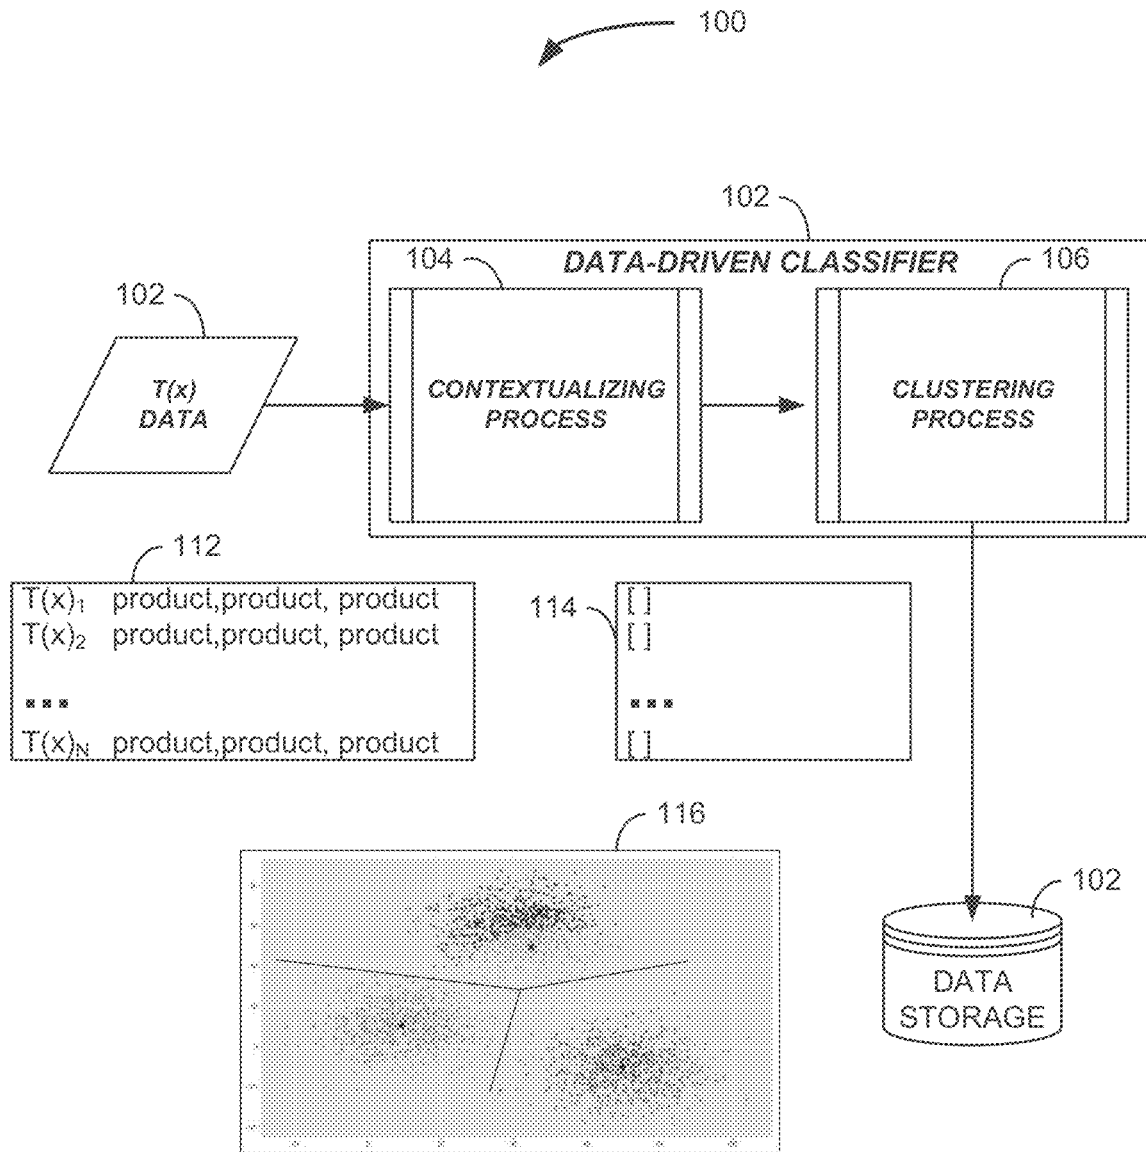 100
102
104
DATA-DRIVEN CLASSIFIER
106
102
T(x)
DATA
CONTEXTUALIZING
PROCESS
CLUSTERING
PROCESS
112
T(x)₁ product,product, product
T(x)₂ product,product, product
...
T(x)N product,product, product
114
[ ]
[ ]
...
[ ]
116
102
DATA
STORAGE